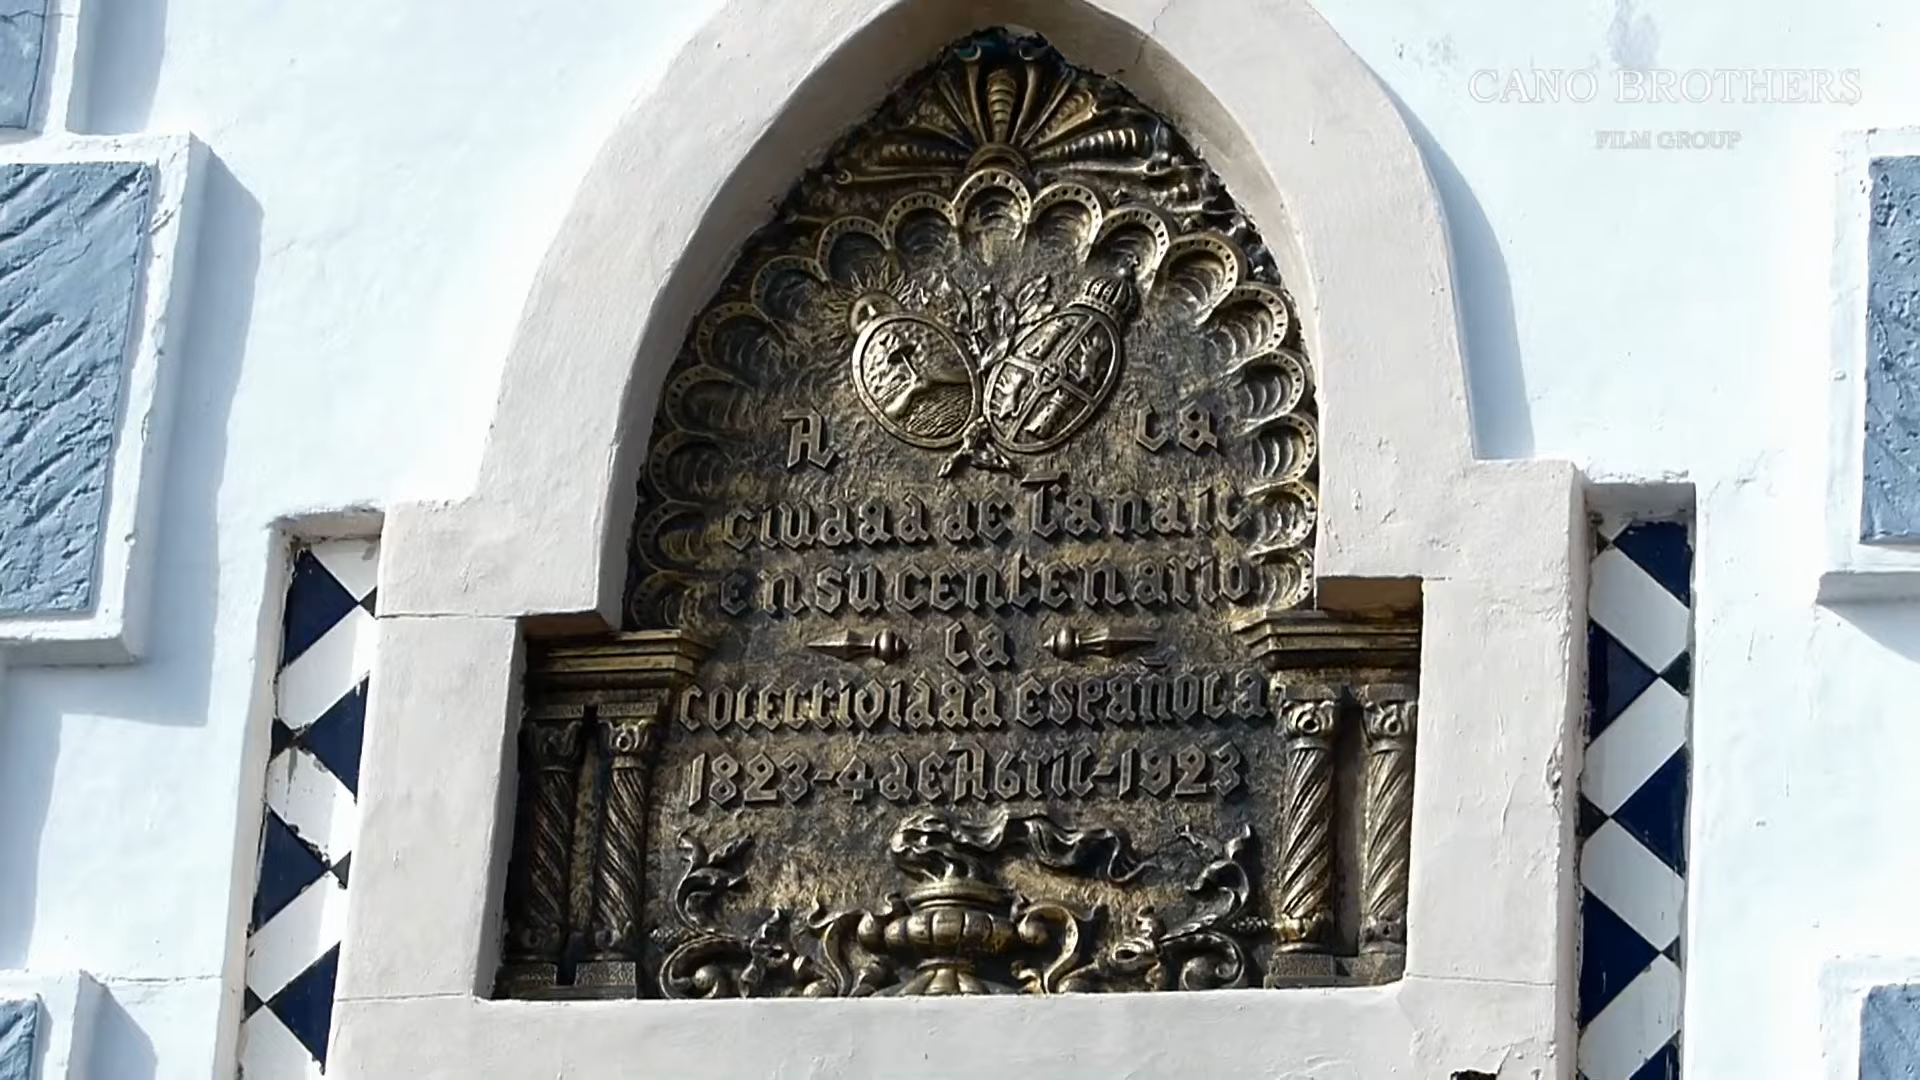 CANO BROTHERS
FILM GROUP
A la
ciudad de Tandil
en su centenario
la
colectividad Española
1823-4 de Abril-1923